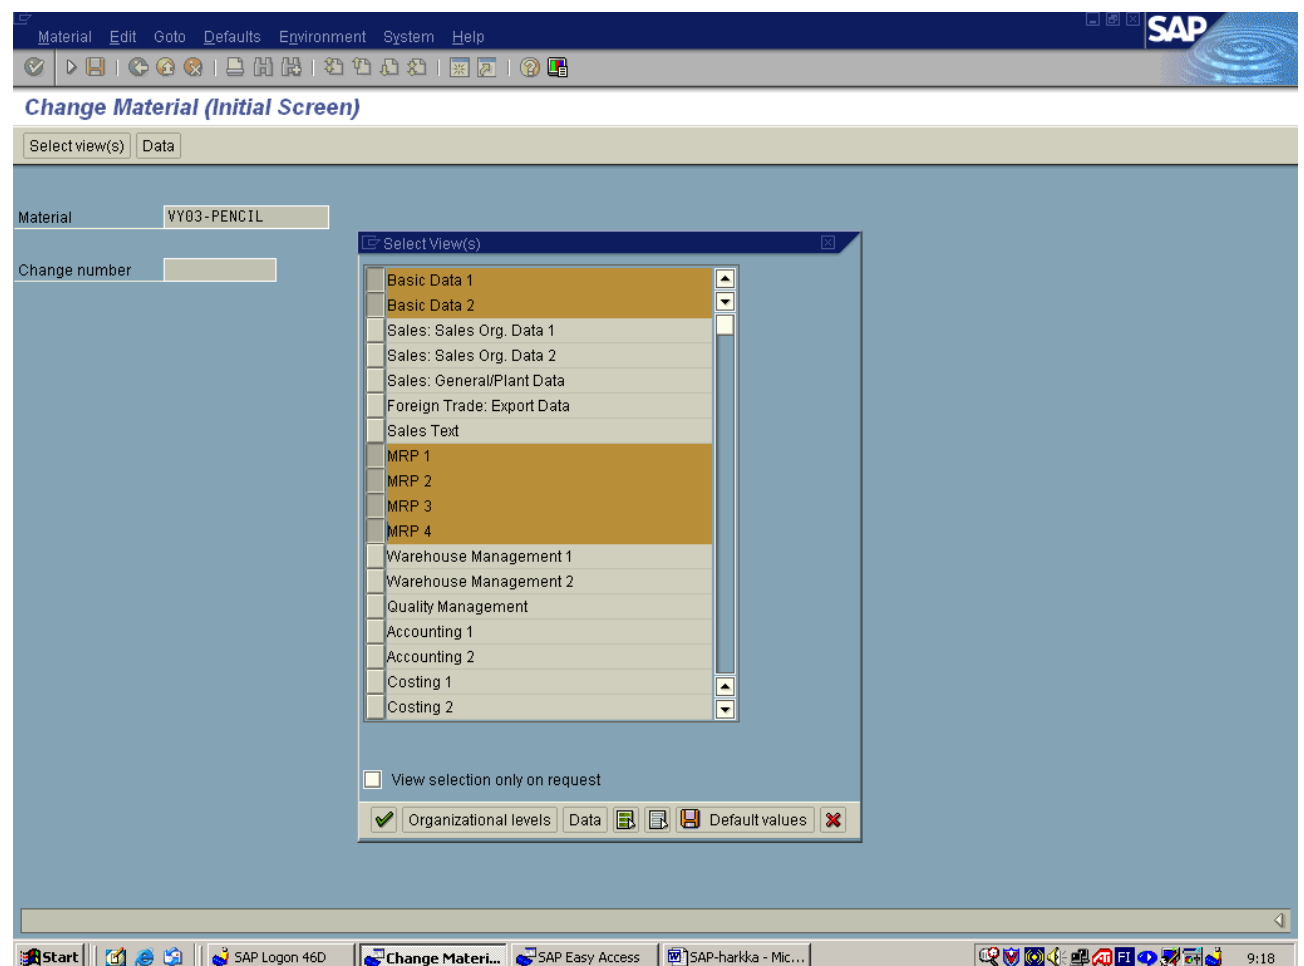 Material Edit Goto Defaults Environment System Help
SAP
Change Material (Initial Screen)
Select view(s) Data
Material VY03-PENCIL
Change number
Select View(s)
Basic Data 1
Basic Data 2
Sales: Sales Org. Data 1
Sales: Sales Org. Data 2
Sales: General/Plant Data
Foreign Trade: Export Data
Sales Text
MRP 1
MRP 2
MRP 3
MRP 4
Warehouse Management 1
Warehouse Management 2
Quality Management
Accounting 1
Accounting 2
Costing 1
Costing 2
View selection only on request
Organizational levels Data Default values
Start SAP Logon 46D Change Materi... SAP Easy Access SAP-harkka - Mic... FI 9:18